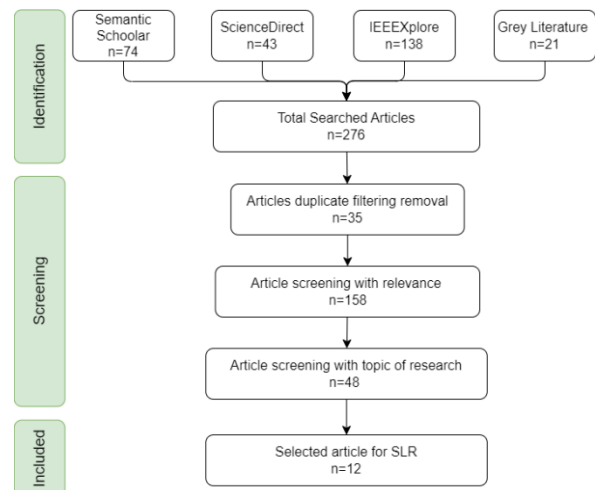 Identification
Semantic
Schoolar
n=74
ScienceDirect
n=43
IEEEXplore
n=138
Grey Literature
n=21
Total Searched Articles
n=276
Screening
Articles duplicate filtering removal
n=35
Article screening with relevance
n=158
Article screening with topic of research
n=48
Included
Selected article for SLR
n=12